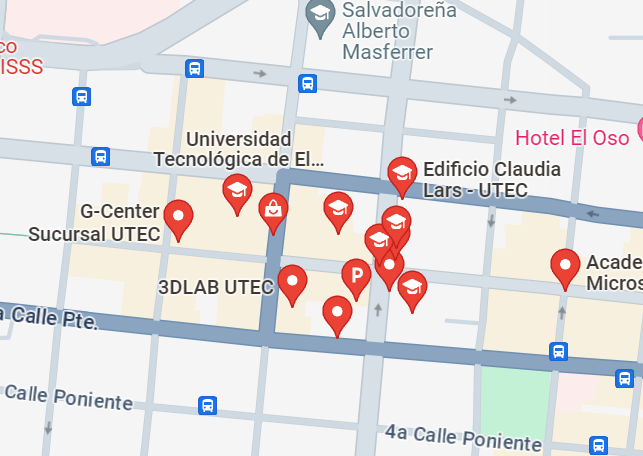 Salvadoreña
Alberto
Masferrer
co
ISSS
Universidad
Tecnológica de El...
Hotel El Oso
Edificio Claudia
Lars - UTEC
G-Center
Sucursal UTEC
3DLAB UTEC
P
Acade
Micros
a Calle Pte.
Calle Poniente
4a Calle Poniente